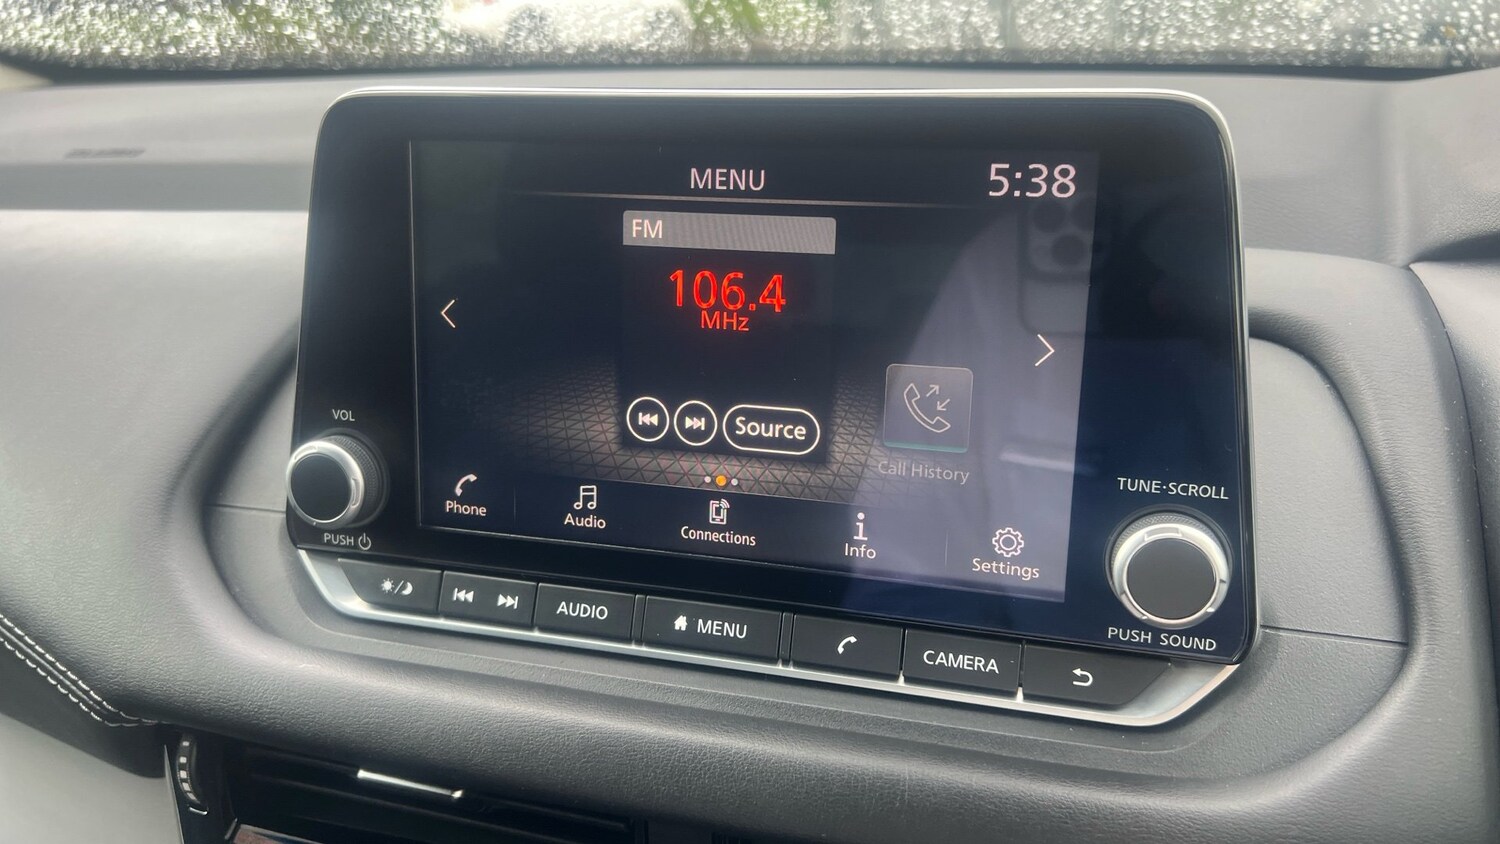 MENU
5:38
FM
106.4
MHz
Source
Call History
Phone
Audio
Connections
Info
Settings
VOL
PUSH
TUNE·SCROLL
PUSH SOUND
AUDIO
MENU
CAMERA